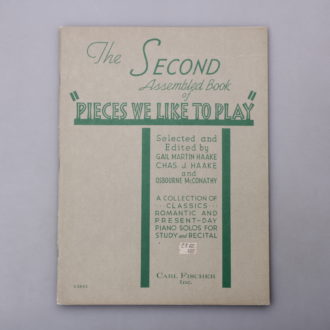 The SECOND
Assembled Book
of
"PIECES WE LIKE TO PLAY"
Selected and
Edited by
GAIL MARTIN HAAKE
CHAS. J. HAAKE
and
OSBOURNE McCONATHY
A COLLECTION OF
CLASSICS
ROMANTIC AND
PRESENT-DAY
PIANO SOLOS FOR
STUDY and RECITAL
CARL FISCHER
Inc.